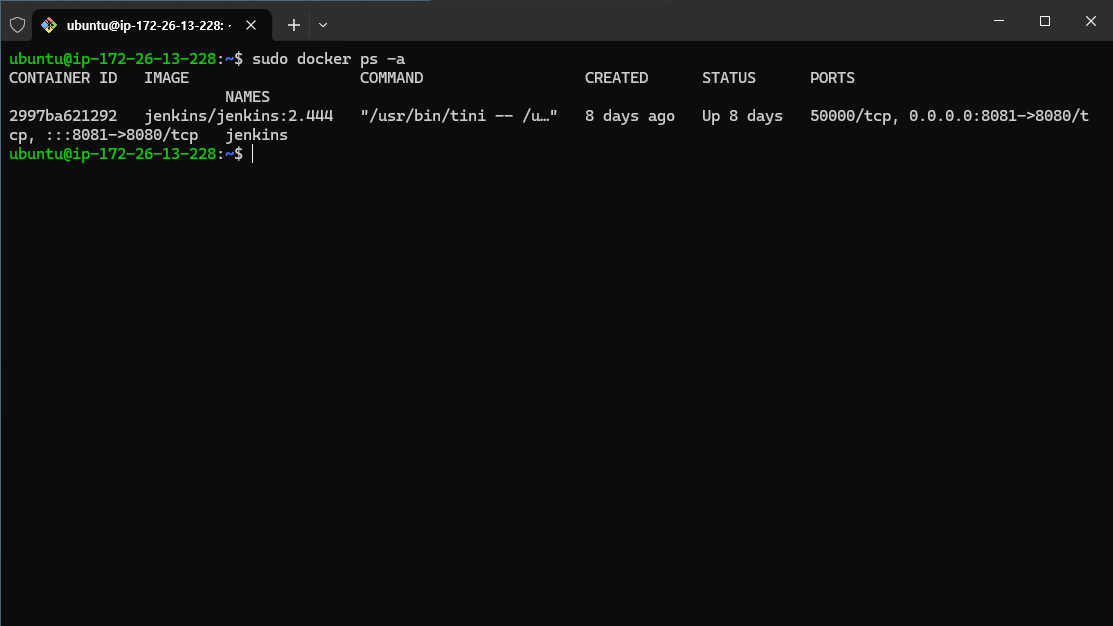 ubuntu@ip-172-26-13-228: ~
ubuntu@ip-172-26-13-228:~$ sudo docker ps -a
CONTAINER ID   IMAGE                   COMMAND                  CREATED      STATUS      PORTS
                        NAMES
2997ba621292   jenkins/jenkins:2.444   "/usr/bin/tini -- /u…"   8 days ago   Up 8 days   50000/tcp, 0.0.0.0:8081->8080/t
cp, :::8081->8080/tcp   jenkins
ubuntu@ip-172-26-13-228:~$